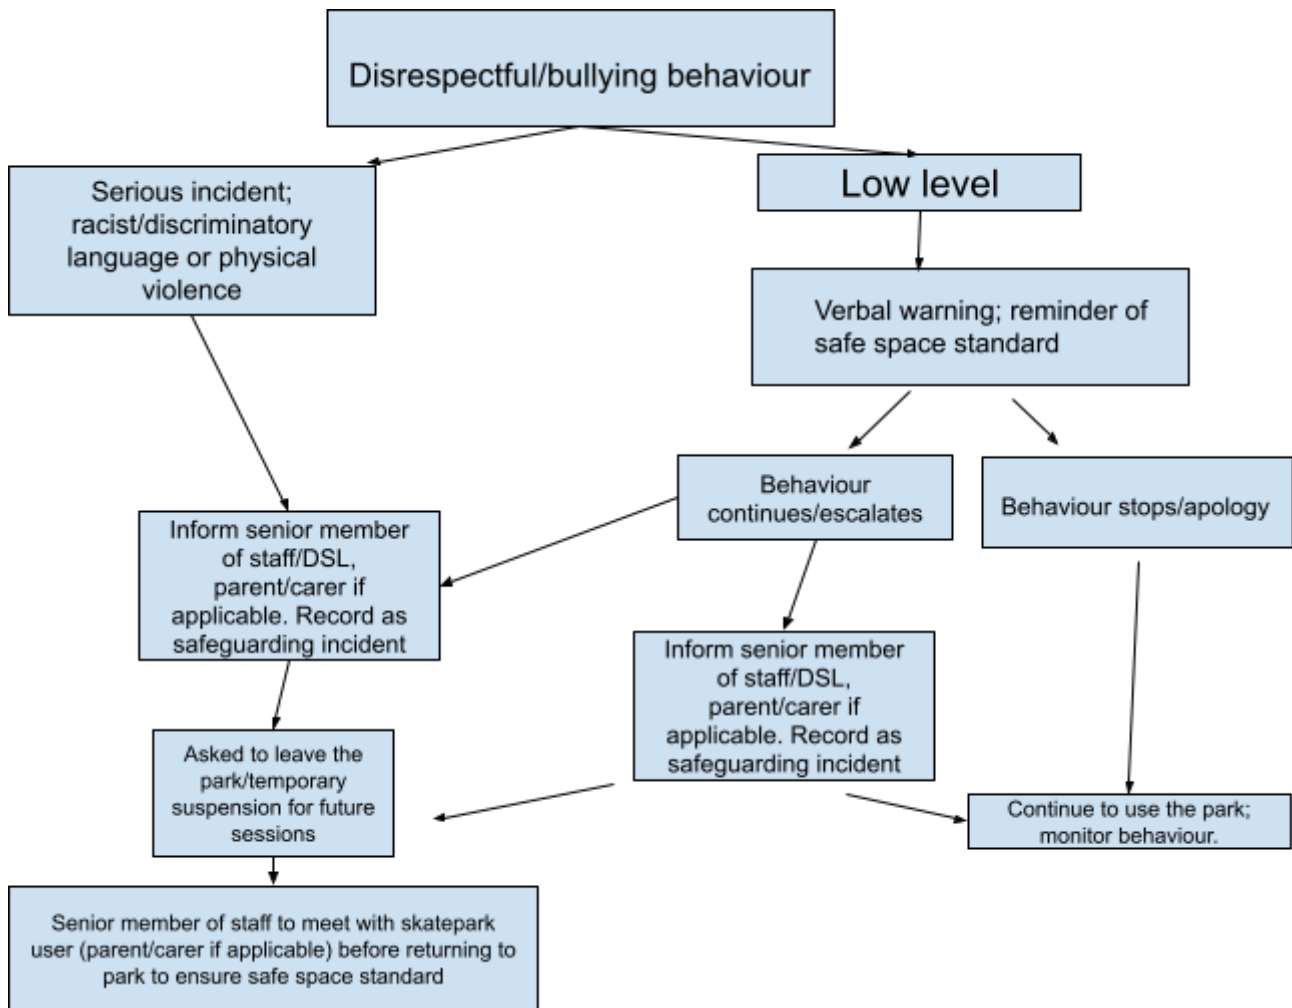 Disrespectful/bullying behaviour
Serious incident;
racist/discriminatory
language or physical
violence
Low level
Verbal warning; reminder of
safe space standard
Behaviour
continues/escalates
Behaviour stops/apology
Inform senior member
of staff/DSL,
parent/carer if
applicable. Record as
safeguarding incident
Inform senior member
of staff/DSL,
parent/carer if
applicable. Record as
safeguarding incident
Asked to leave the
park/temporary
suspension for future
sessions
Continue to use the park;
monitor behaviour.
Senior member of staff to meet with skatepark
user (parent/carer if applicable) before returning to
park to ensure safe space standard